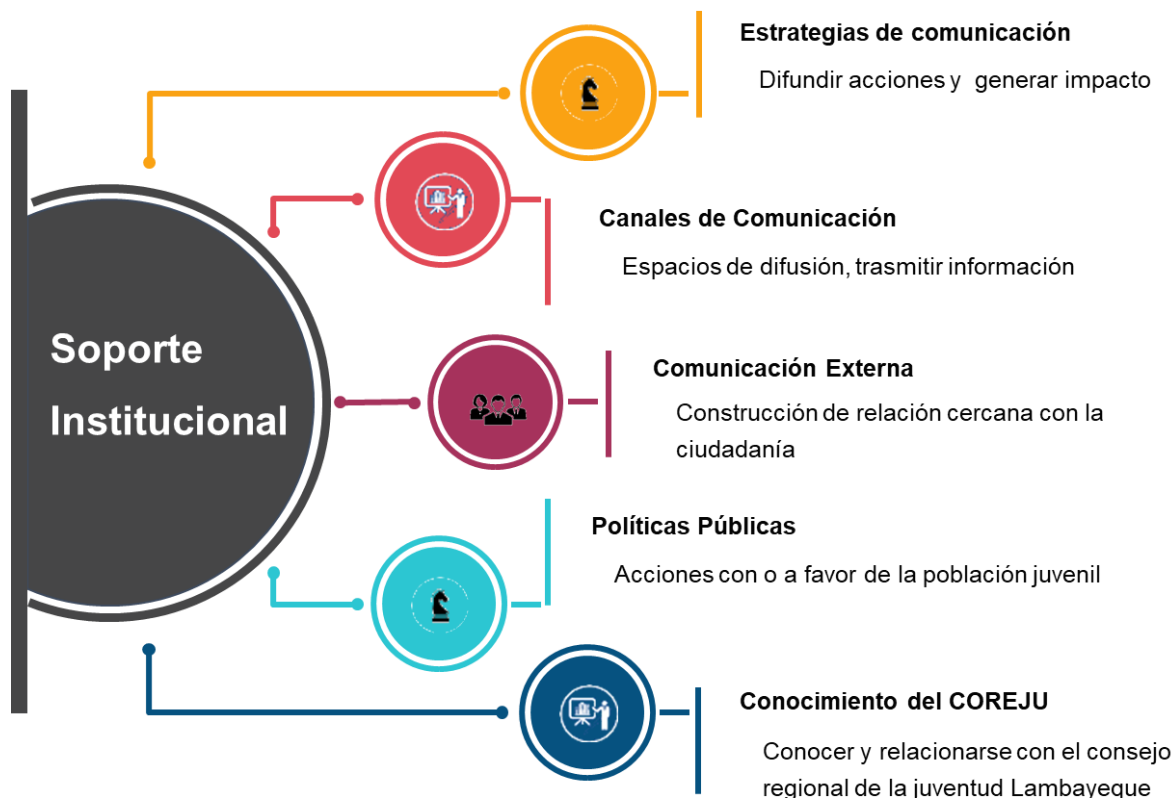 Soporte
Institucional
Estrategias de comunicación
Difundir acciones y generar impacto
Canales de Comunicación
Espacios de difusión, trasmitir información
Comunicación Externa
Construcción de relación cercana con la
ciudadanía
Políticas Públicas
Acciones con o a favor de la población juvenil
Conocimiento del COREJU
Conocer y relacionarse con el consejo
regional de la juventud Lambayeque